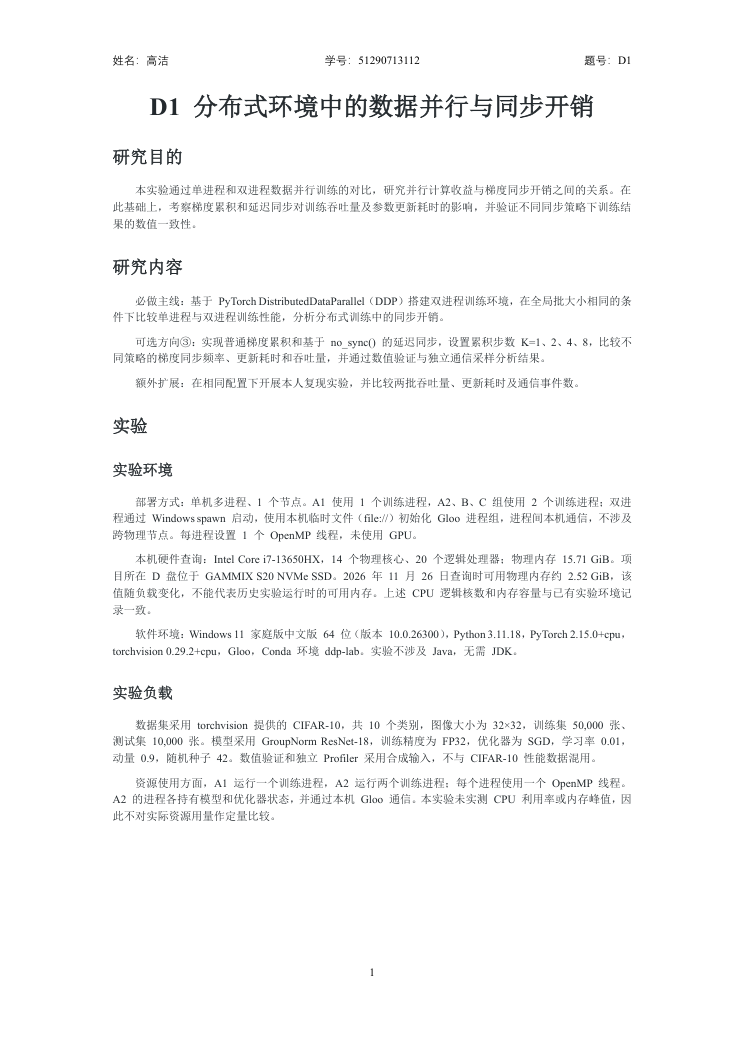 姓名：高洁 学号：51290713112 题号：D1
D1 分布式环境中的数据并行与同步开销
研究目的
本实验通过单进程和双进程数据并行训练的对比，研究并行计算收益与梯度同步开销之间的关系。在
此基础上，考察梯度累积和延迟同步对训练吞吐量及参数更新耗时的影响，并验证不同同步策略下训练结
果的数值一致性。
研究内容
必做主线：基于 PyTorch DistributedDataParallel（DDP）搭建双进程训练环境，在全局批大小相同的条
件下比较单进程与双进程训练性能，分析分布式训练中的同步开销。
可选方向③：实现普通梯度累积和基于 no_sync() 的延迟同步，设置累积步数 K=1、2、4、8，比较不
同策略的梯度同步频率、更新耗时和吞吐量，并通过数值验证与独立通信采样分析结果。
额外扩展：在相同配置下开展本人复现实验，并比较两批吞吐量、更新耗时及通信事件数。
实验
实验环境
部署方式：单机多进程、1 个节点。A1 使用 1 个训练进程，A2、B、C 组使用 2 个训练进程；双进
程通过 Windows spawn 启动，使用本机临时文件（file://）初始化 Gloo 进程组，进程间本机通信，不涉及
跨物理节点。每进程设置 1 个 OpenMP 线程，未使用 GPU。
本机硬件查询：Intel Core i7-13650HX，14 个物理核心、20 个逻辑处理器；物理内存 15.71 GiB。项
目所在 D 盘位于 GAMMIX S20 NVMe SSD。2026 年 11 月 26 日查询时可用物理内存约 2.52 GiB，该
值随负载变化，不能代表历史实验运行时的可用内存。上述 CPU 逻辑核数和内存容量与已有实验环境记
录一致。
软件环境：Windows 11 家庭版中文版 64 位（版本 10.0.26300），Python 3.11.18，PyTorch 2.15.0+cpu，
torchvision 0.29.2+cpu，Gloo，Conda 环境 ddp-lab。实验不涉及 Java，无需 JDK。
实验负载
数据集采用 torchvision 提供的 CIFAR-10，共 10 个类别，图像大小为 32×32，训练集 50,000 张、
测试集 10,000 张。模型采用 GroupNorm ResNet-18，训练精度为 FP32，优化器为 SGD，学习率 0.01，
动量 0.9，随机种子 42。数值验证和独立 Profiler 采用合成输入，不与 CIFAR-10 性能数据混用。
资源使用方面，A1 运行一个训练进程，A2 运行两个训练进程；每个进程使用一个 OpenMP 线程。
A2 的进程各持有模型和优化器状态，并通过本机 Gloo 通信。本实验未实测 CPU 利用率或内存峰值，因
此不对实际资源用量作定量比较。
1